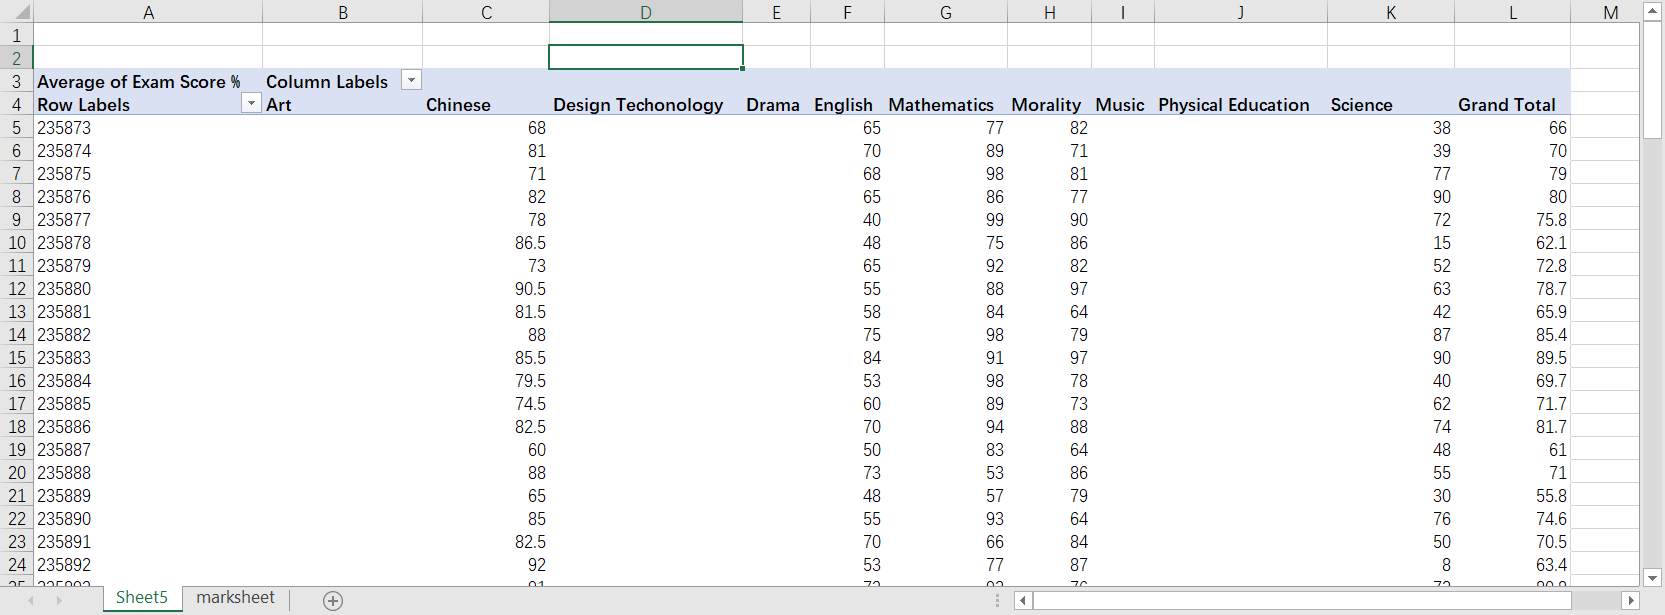 A B C D E F G H I J K L M
1
2
3 Average of Exam Score % Column Labels
4 Row Labels Art Chinese Design Techonology Drama English Mathematics Morality Music Physical Education Science Grand Total
5 235873 68 65 77 82 38 66
6 235874 81 70 89 71 39 70
7 235875 71 68 98 81 77 79
8 235876 82 65 86 77 90 80
9 235877 78 40 99 90 72 75.8
10 235878 86.5 48 75 86 15 62.1
11 235879 73 65 92 82 52 72.8
12 235880 90.5 55 88 97 63 78.7
13 235881 81.5 58 84 64 42 65.9
14 235882 88 75 98 79 87 85.4
15 235883 85.5 84 91 97 90 89.5
16 235884 79.5 53 98 78 40 69.7
17 235885 74.5 60 89 73 62 71.7
18 235886 82.5 70 94 88 74 81.7
19 235887 60 50 83 64 48 61
20 235888 88 73 53 86 55 71
21 235889 65 48 57 79 30 55.8
22 235890 85 55 93 64 76 74.6
23 235891 82.5 70 66 84 50 70.5
24 235892 92 53 77 87 8 63.4
Sheet5 marksheet